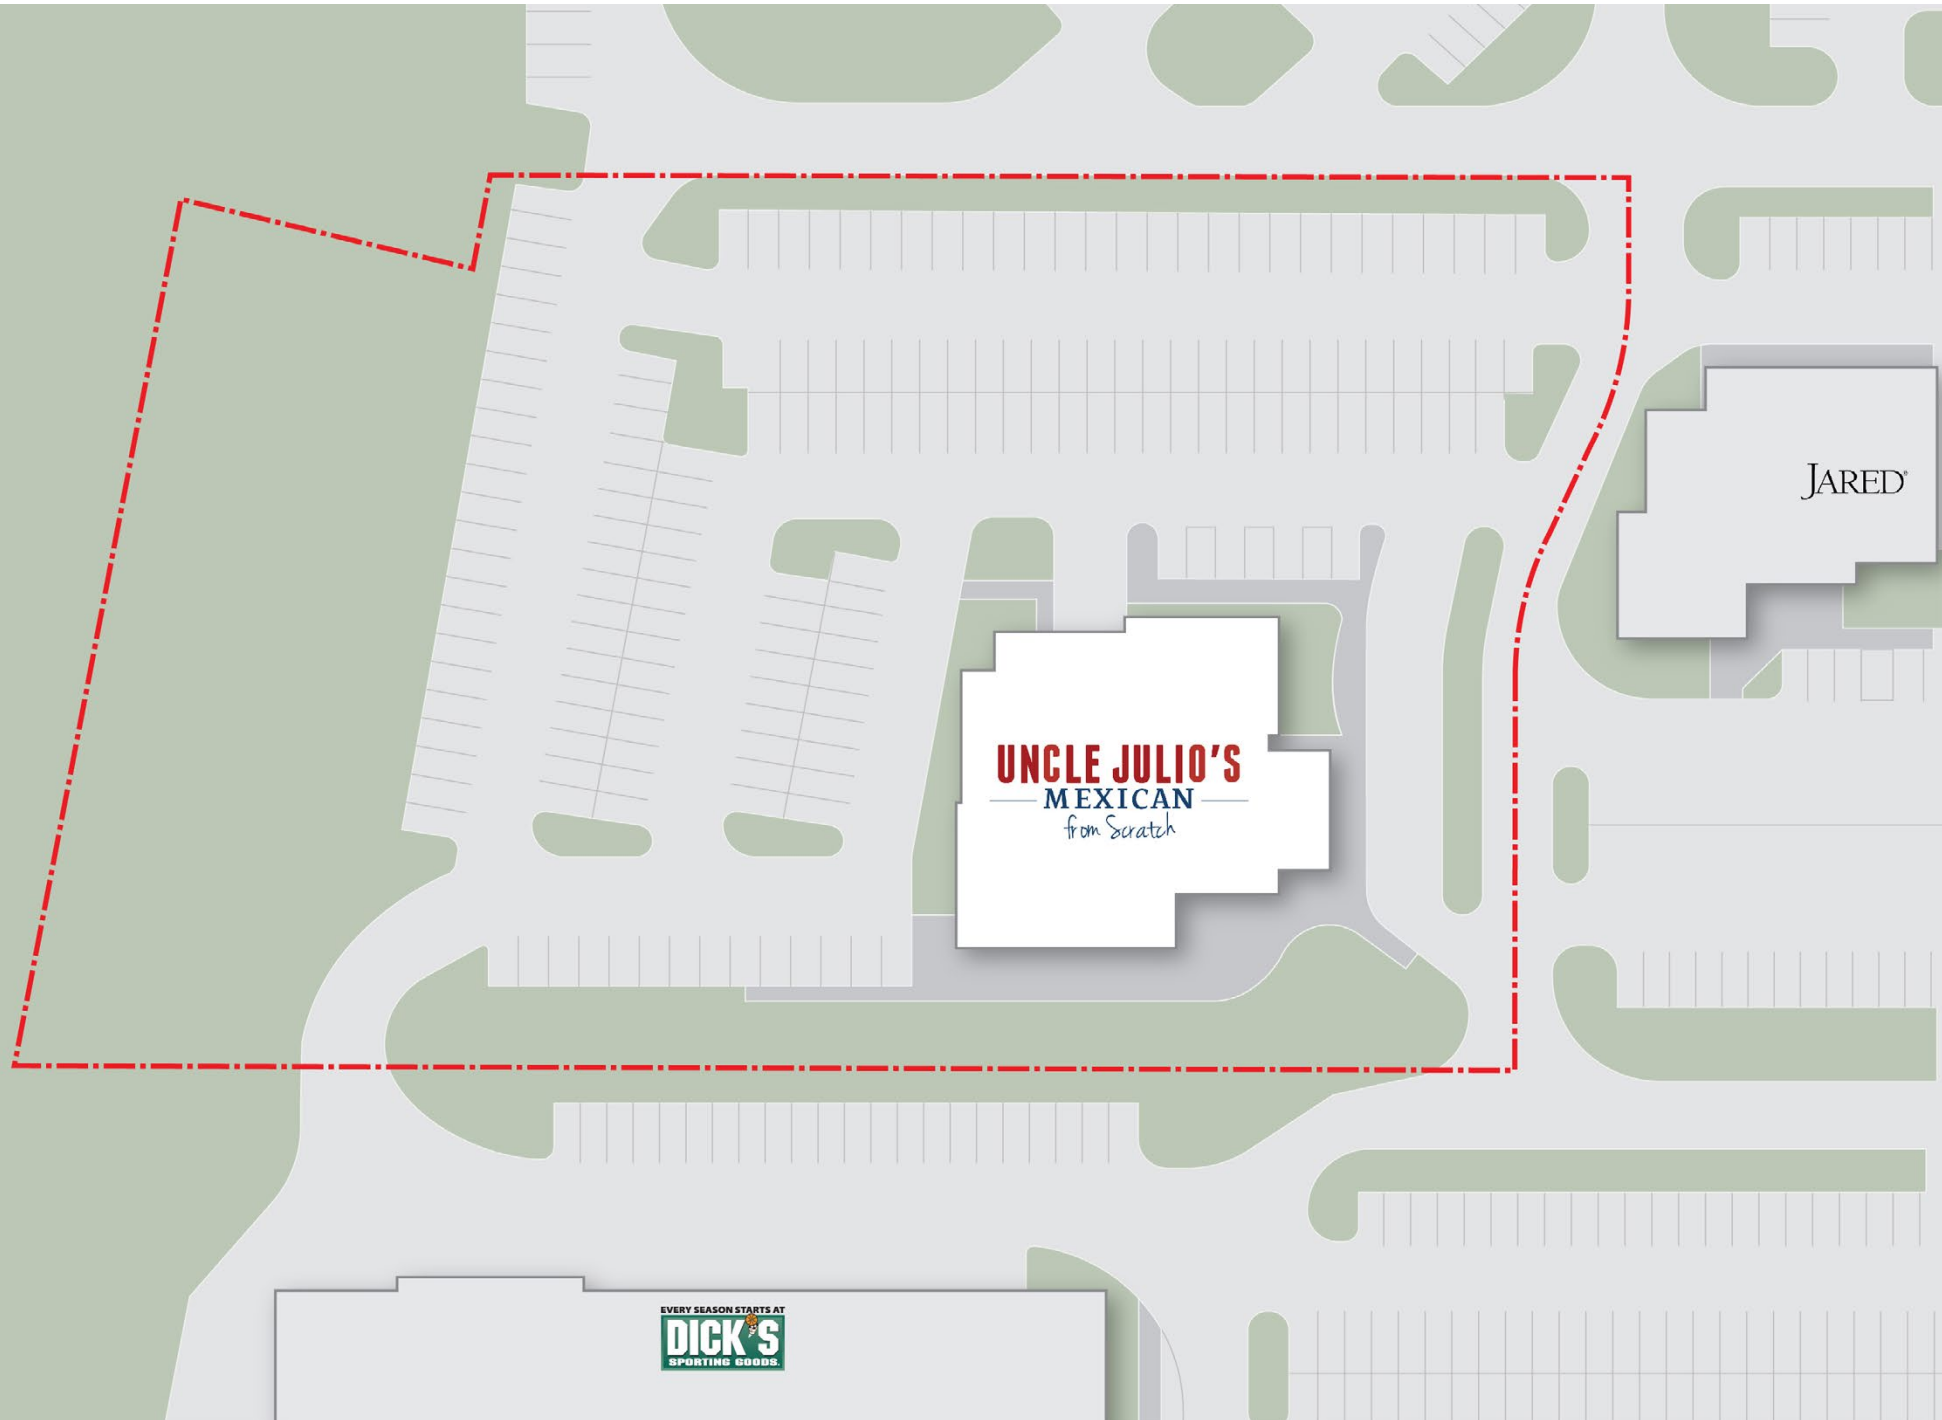 JARED®
UNCLE JULIO'S
MEXICAN
from Scratch
EVERY SEASON STARTS AT
DICK'S
SPORTING GOODS.